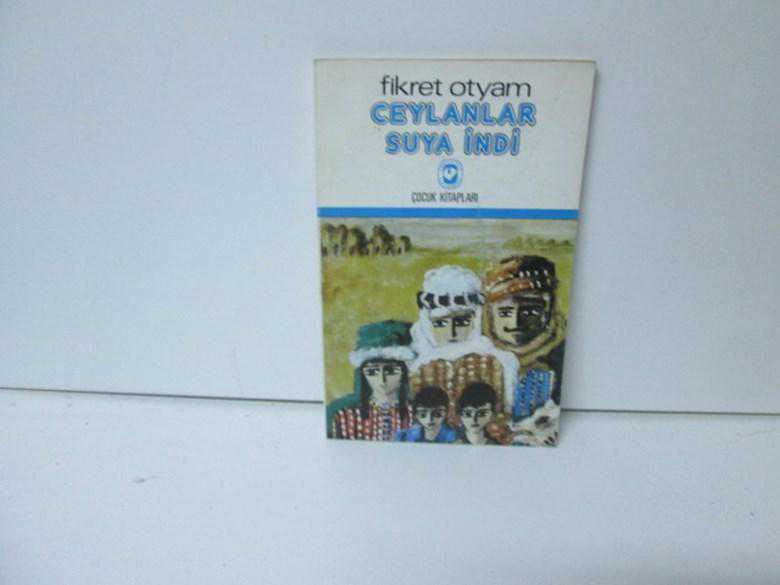 fikret otyam
CEYLANLAR
SUYA İNDİ
ÇOCUK KİTAPLARI